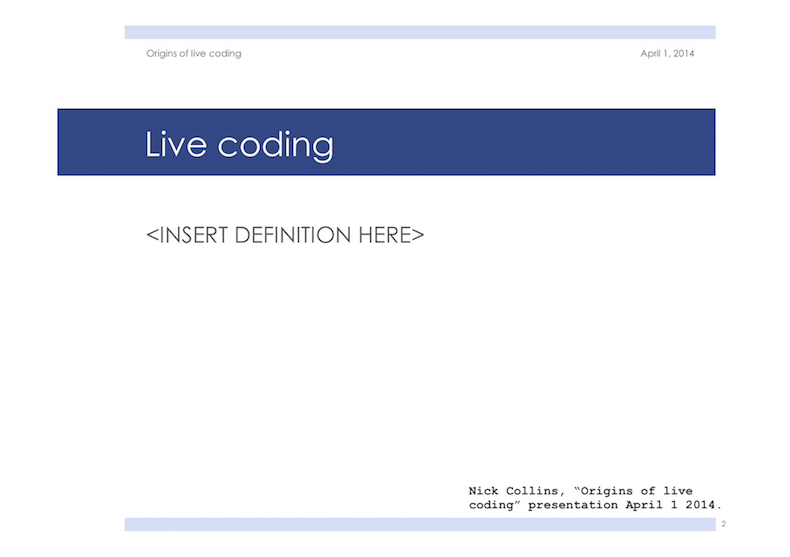 Origins of live coding
April 1, 2014
Live coding
<INSERT DEFINITION HERE>
Nick Collins, “Origins of live
coding” presentation April 1 2014.
2